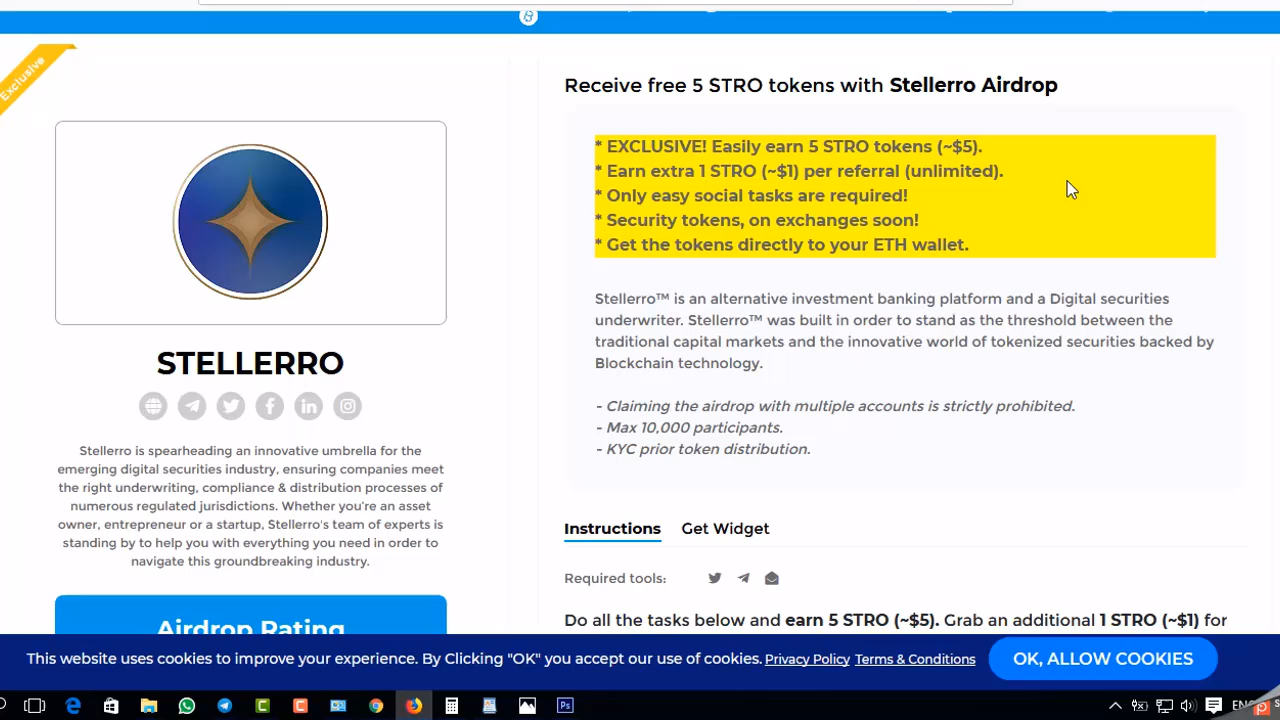 Exclusive
STELLERRO
Stellerro is spearheading an innovative umbrella for the
emerging digital securities industry, ensuring companies meet
the right underwriting, compliance & distribution processes of
numerous regulated jurisdictions. Whether you're an asset
owner, entrepreneur or a startup, Stellerro's team of experts is
standing by to help you with everything you need in order to
navigate this groundbreaking industry.
Airdrop Rating
Receive free 5 STRO tokens with Stellerro Airdrop
* EXCLUSIVE! Easily earn 5 STRO tokens (~$5).
* Earn extra 1 STRO (~$1) per referral (unlimited).
* Only easy social tasks are required!
* Security tokens, on exchanges soon!
* Get the tokens directly to your ETH wallet.
Stellerro™ is an alternative investment banking platform and a Digital securities
underwriter. Stellerro™ was built in order to stand as the threshold between the
traditional capital markets and the innovative world of tokenized securities backed by
Blockchain technology.
- Claiming the airdrop with multiple accounts is strictly prohibited.
- Max 10,000 participants.
- KYC prior token distribution.
Instructions Get Widget
Required tools:
Do all the tasks below and earn 5 STRO (~$5). Grab an additional 1 STRO (~$1) for
This website uses cookies to improve your experience. By Clicking "OK" you accept our use of cookies. Privacy Policy Terms & Conditions OK, ALLOW COOKIES